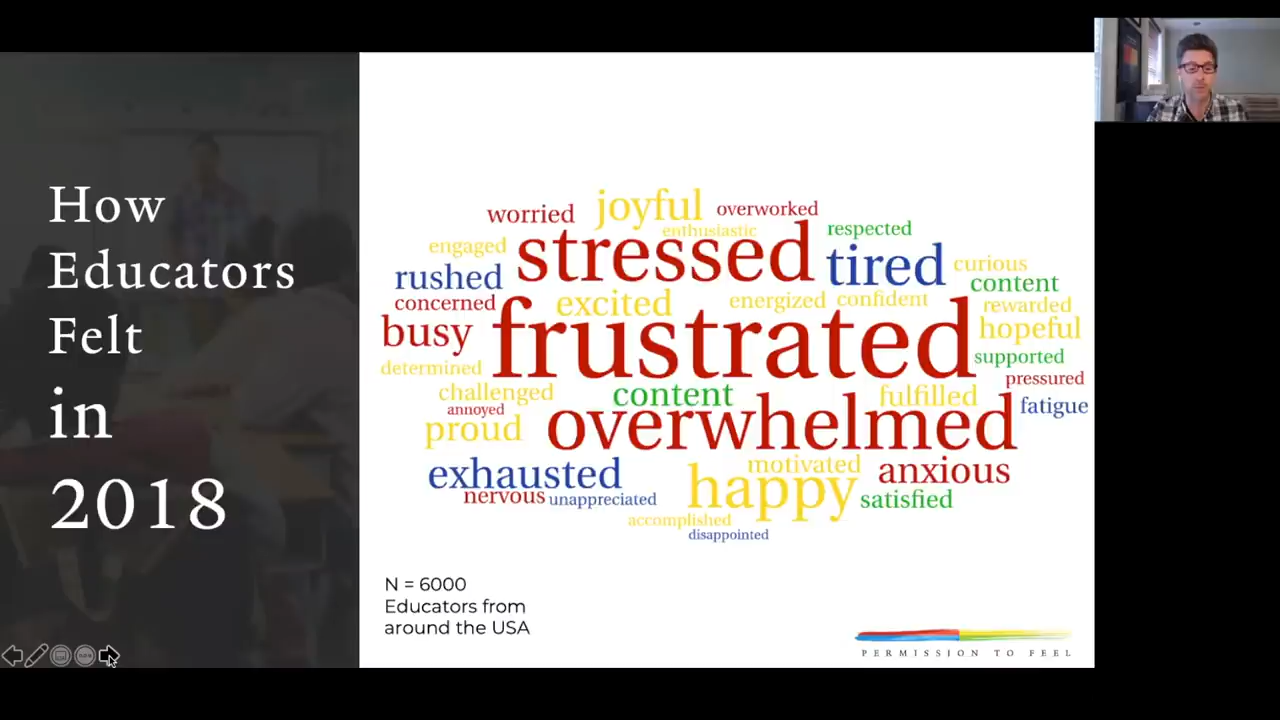 How
Educators
Felt
in
2018
worried
joyful
overworked
enthusiastic
respected
engaged
stressed
tired
curious
rushed
content
concerned
excited
energized
confident
rewarded
busy
frustrated
hopeful
determined
supported
challenged
content
fulfilled
pressured
annoyed
fatigue
proud
overwhelmed
exhausted
motivated
anxious
nervous
unappreciated
happy
satisfied
accomplished
disappointed
N = 6000
Educators from
around the USA
PERMISSION TO FEEL